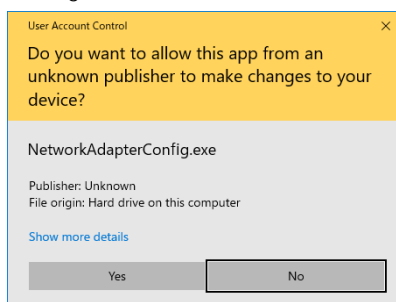 User Account Control
Do you want to allow this app from an
unknown publisher to make changes to your
device?
NetworkAdapterConfig.exe
Publisher: Unknown
File origin: Hard drive on this computer
Show more details
Yes
No